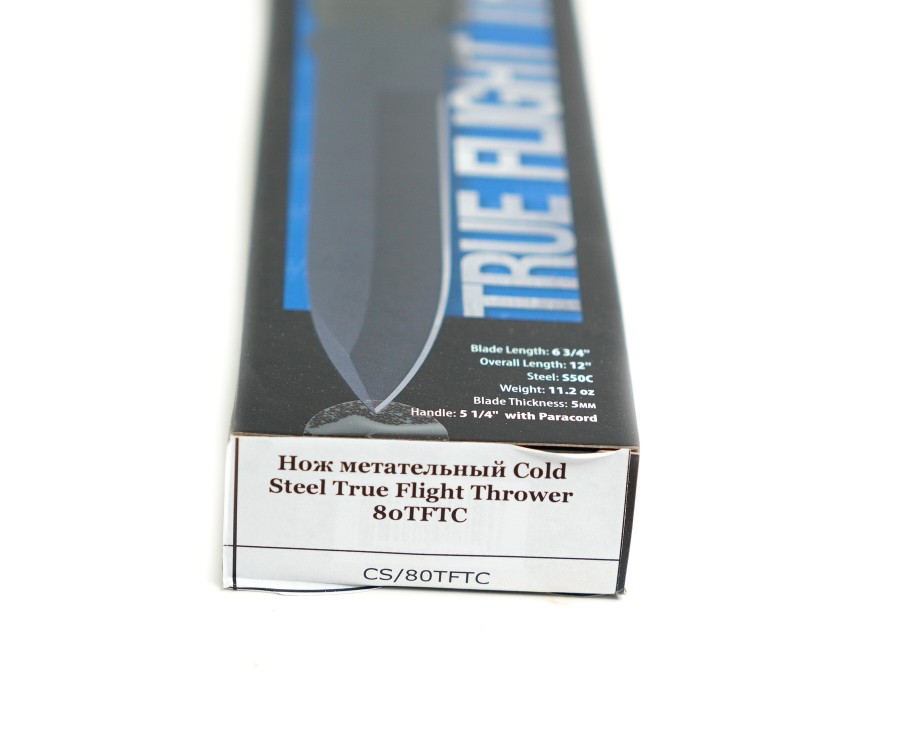 TRUE FLIGHT
Blade Length: 6 3/4"
Overall Length: 12"
Steel: S50C
Weight: 11.2 oz
Blade Thickness: 5мм
Handle: 5 1/4" with Paracord
Нож метательный Cold
Steel True Flight Thrower
80TFTC
CS/80TFTC